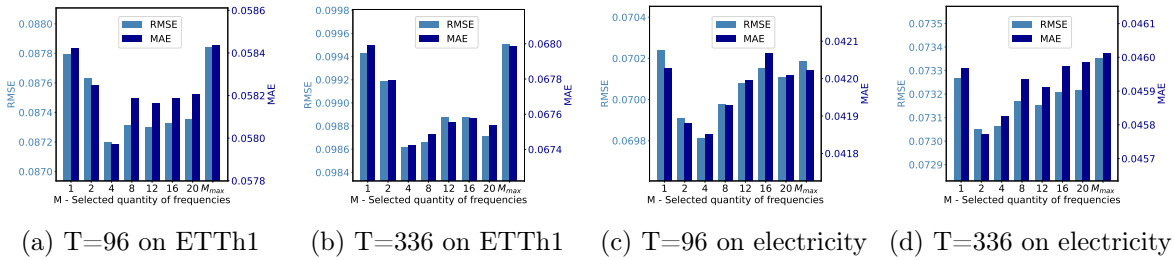 0.0880
0.0878
0.0876
0.0874
0.0872
0.0870
RMSE
RMSE
MAE
0.0586
0.0584
0.0582
0.0580
0.0578
MAE
1 2 4 8 12 16 20 Mmax
M - Selected quantity of frequencies
(a) T=96 on ETTh1
0.0996
0.0994
0.0992
0.0990
0.0988
0.0986
0.0984
RMSE
RMSE
MAE
0.0680
0.0678
0.0676
0.0674
MAE
1 2 4 8 12 16 20 Mmax
M - Selected quantity of frequencies
(b) T=336 on ETTh1
0.0704
0.0702
0.0700
0.0698
RMSE
RMSE
MAE
0.0421
0.0420
0.0419
0.0418
MAE
1 2 4 8 12 16 20 Mmax
M - Selected quantity of frequencies
(c) T=96 on electricity
0.0735
0.0734
0.0733
0.0732
0.0731
0.0730
0.0729
RMSE
RMSE
MAE
0.0461
0.0460
0.0459
0.0458
0.0457
MAE
1 2 4 8 12 16 20 Mmax
M - Selected quantity of frequencies
(d) T=336 on electricity